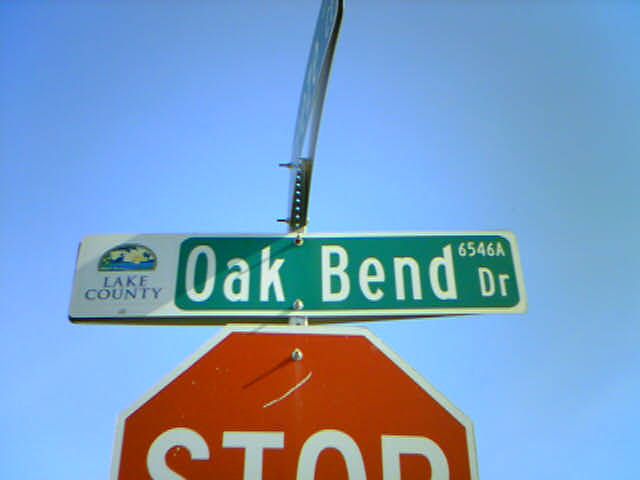 LAKE
COUNTY
Oak Bend Dr
6546A
STOP